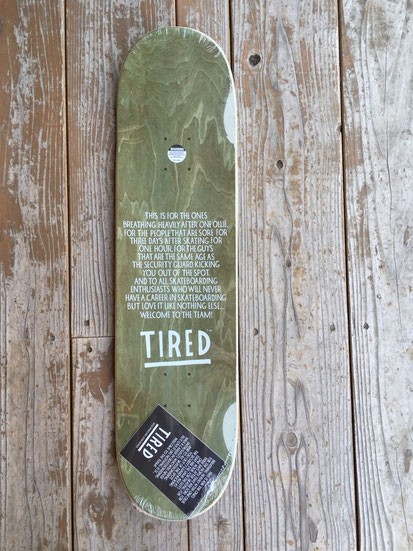 THIS IS FOR THE ONES
BREATHING HEAVILY AFTER ONE OLLIE.
FOR THE PEOPLE THAT ARE SORE FOR
THREE DAYS AFTER SKATING FOR
ONE HOUR. FOR THE GUYS
THAT ARE THE SAME AGE AS
THE SECURITY GUARD KICKING
YOU OUT OF THE SPOT.
AND TO ALL SKATEBOARDING
ENTHUSIASTS WHO WILL NEVER
HAVE A CAREER IN SKATEBOARDING
BUT LOVE IT LIKE NOTHING ELSE...
WELCOME TO THE TEAM!
TIRED
TIRED